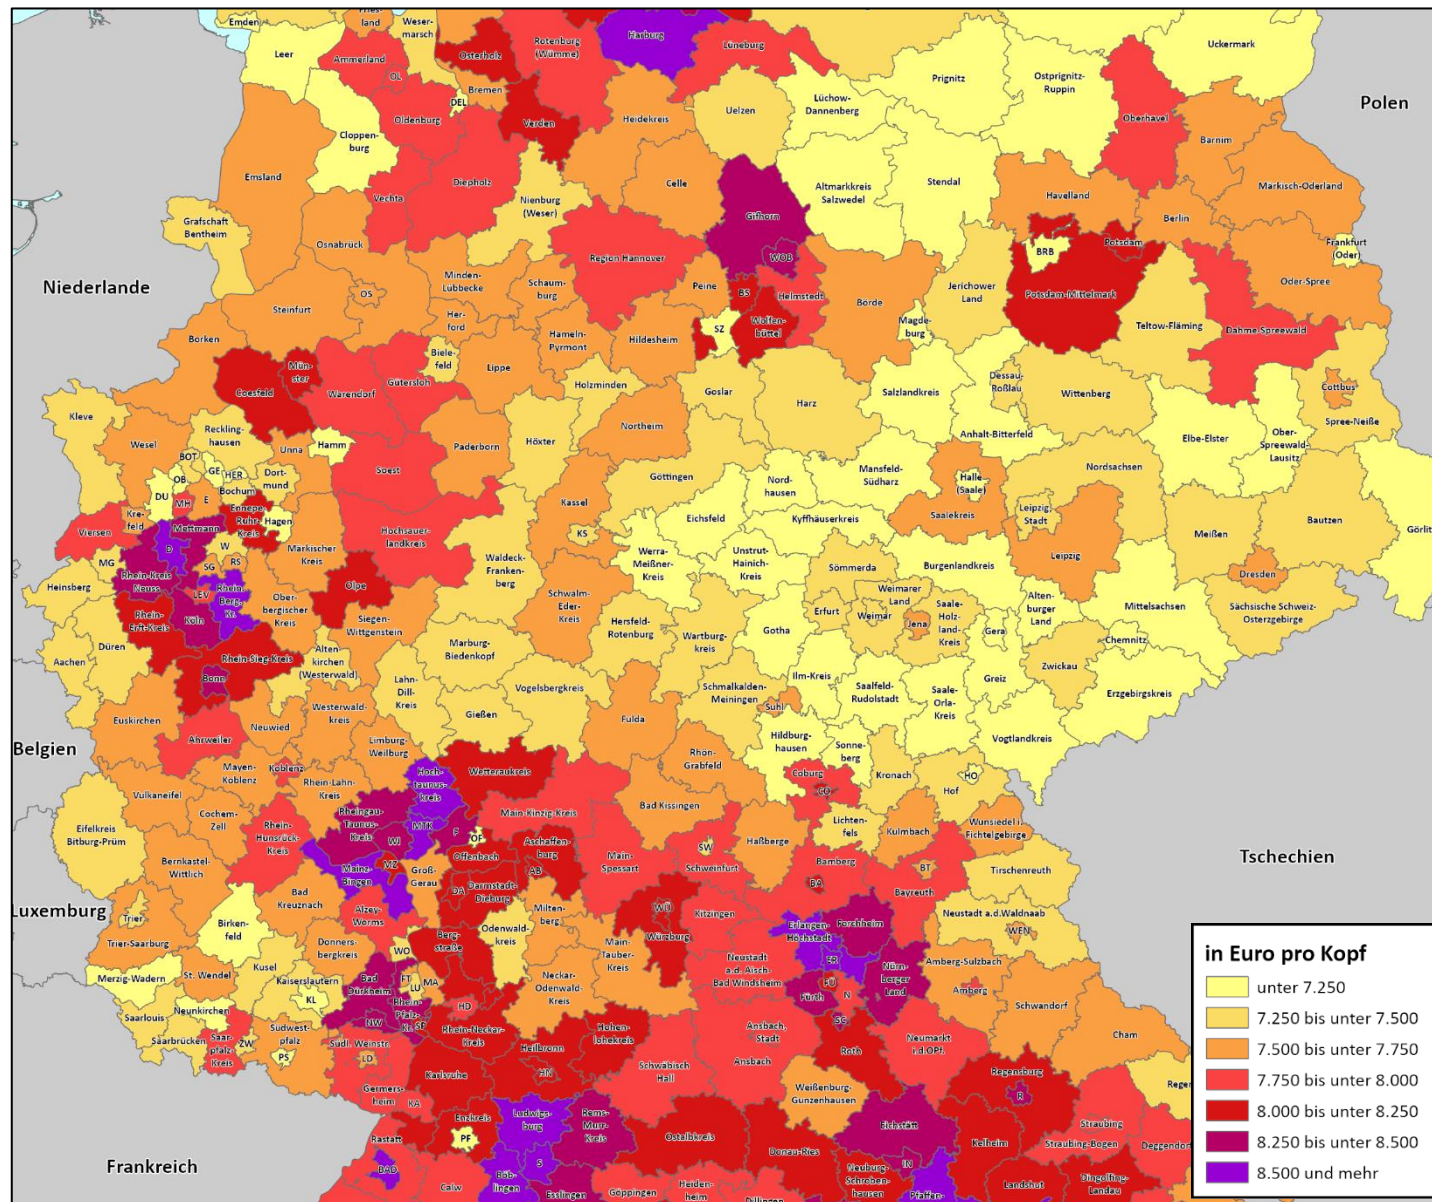 Emden
Fries-
land
Weser-
marsch
Leer
Ammerland
OL
Osterholz
Rotenburg
(Wümme)
Harburg
Lüneburg
Uckermark
Prignitz
Ostprignitz-
Ruppin
Polen
Bremen
DEL
Oldenburg
Verden
Heidekreis
Uelzen
Lüchow-
Dannenberg
Oberhavel
Barnim
Cloppen-
burg
Emsland
Vechta
Diepholz
Celle
Altmarkkreis
Salzwedel
Stendal
Havelland
Märkisch-Oderland
Berlin
Grafschaft
Bentheim
Nienburg
(Weser)
Gifhorn
WOB
BRB
Potsdam
Frankfurt
(Oder)
Osnabrück
Region Hannover
Niederlande
OS
Steinfurt
Minden-
Lübbecke
Schaum-
burg
Peine
BS
Helmstedt
Börde
Jerichower
Land
Potsdam-Mittelmark
Oder-Spree
Borken
Her-
ford
Hameln-
Pyrmont
Hildesheim
SZ
Wolfen-
büttel
Magde-
burg
Teltow-Fläming
Dahme-Spreewald
Coesfeld
Mün-
ster
Warendorf
Gütersloh
Biele-
feld
Lippe
Holzminden
Goslar
Harz
Salzlandkreis
Dessau-
Roßlau
Wittenberg
Cottbus
Spree-Neiße
Kleve
Wesel
Reckling-
hausen
Unna
Hamm
Paderborn
Höxter
Northeim
Anhalt-Bitterfeld
Elbe-Elster
Ober-
Spreewald-
Lausitz
BOT
OB
GE
HER
Dort-
mund
Soest
Göttingen
Nord-
hausen
Mansfeld-
Südharz
Halle
(Saale)
Nordsachsen
DU
MH
E
Bochum
Ennepe-
Ruhr-
Kreis
Hagen
Kassel
KS
Eichsfeld
Kyffhäuserkreis
Saalekreis
Leipzig,
Stadt
Viersen
Kre-
feld
Mettmann
Hochsauer-
landkreis
Märkischer
Kreis
Werra-
Meißner-
Kreis
Unstrut-
Hainich-
Kreis
Leipzig
Meißen
Bautzen
Görlitz
MG
D
W
SG
RS
Waldeck-
Franken-
berg
Sömmerda
Burgenlandkreis
Dresden
Heinsberg
Rhein-Kreis
Neuss
LEV
Rhein.-
Berg.
Kr.
Ober-
bergischer
Kreis
Olpe
Schwalm-
Eder-
Kreis
Erfurt
Weimarer
Land
Weimar
Jena
Saale-
Holz-
land-
Kreis
Gera
Alten-
burger
Land
Mittelsachsen
Sächsische Schweiz-
Osterzgebirge
Rhein-
Erft-Kreis
Köln
Siegen-
Wittgenstein
Hersfeld-
Rotenburg
Wartburg-
kreis
Gotha
Chemnitz
Aachen
Düren
Rhein-Sieg-Kreis
Bonn
Alten-
kirchen
(Westerwald)
Marburg-
Biedenkopf
Zwickau
Lahn-
Dill-
Kreis
Vogelsbergkreis
Schmalkalden-
Meiningen
Ilm-Kreis
Saalfeld-
Rudolstadt
Saale-
Orla-
Kreis
Greiz
Erzgebirgskreis
Euskirchen
Neuwied
Westerwald-
kreis
Gießen
Fulda
Suhl
Vogtlandkreis
Belgien
Ahrweiler
Limburg-
Weilburg
Hildburg-
hausen
Sonne-
berg
Mayen-
Koblenz
Koblenz
Hoch-
taunus-
kreis
Wetteraukreis
Rhön-
Grabfeld
Coburg
CO
Kronach
HO
Hof
Vulkaneifel
Rhein-Lahn-
Kreis
Main-Kinzig-Kreis
Bad Kissingen
Eifelkreis
Bitburg-Prüm
Cochem-
Zell
Rhein-
Hunsrück-
Kreis
Rheingau-
Taunus-
Kreis
WI
MTK
F
OF
Lichten-
fels
Kulmbach
Wunsiedel i.
Fichtelgebirge
Bernkastel-
Wittlich
Mainz-
Bingen
MZ
Groß-
Gerau
Offenbach
Aschaffen-
burg
AB
Main-
Spessart
SW
Schweinfurt
Haßberge
Bamberg
BA
BT
Bayreuth
Tirschenreuth
Tschechien
Luxemburg
Trier
Trier-Saarburg
Birken-
feld
Bad
Kreuznach
Alzey-
Worms
DA
Darmstadt-
Dieburg
Milten-
berg
WÜ
Würzburg
Kitzingen
Erlangen-
Höchstadt
Forchheim
Neustadt a.d.Waldnaab
WEN
Merzig-Wadern
St. Wendel
Kusel
Donners-
bergkreis
WO
Berg-
straße
Odenwald-
kreis
Main-
Tauber-
Kreis
Neustadt
a.d. Aisch-
Bad Windsheim
ER
Nürn-
berger
Land
Amberg-Sulzbach
Kaiserslautern
KL
Bad
Dürkheim
FT
LU
MA
Neckar-
Odenwald-
Kreis
FÜ
Fürth
N
Amberg
Schwandorf
Saarlouis
Neunkirchen
Saarbrücken
Saar-
pfalz-
Kreis
ZW
Südwest-
pfalz
PS
NW
Rhein-
Pfalz-
Kr.
SP
HD
Rhein-Neckar-
Kreis
Heilbronn
HN
Hohen-
lohekreis
Ansbach,
Stadt
Ansbach
SC
Roth
Neumarkt
i.d.OPf.
Cham
Südl. Weinstr.
LD
Germers-
heim
KA
Karlsruhe
Schwäbisch
Hall
Weißenburg-
Gunzenhausen
Regensburg
R
Regen
Rastatt
BAD
Enzkreis
PF
Ludwigs-
burg
Rems-
Murr-
Kreis
Ostalbkreis
Donau-Ries
Eichstätt
IN
Kelheim
Straubing
Straubing-Bogen
Deggendorf
Frankreich
Calw
Böb-
lingen
S
Esslingen
Göppingen
Heiden-
heim
Dillingen
Neuburg-
Schroben-
hausen
Pfaffen-
Landshut
Dingolfing-
Landau
in Euro pro Kopf
unter 7.250
7.250 bis unter 7.500
7.500 bis unter 7.750
7.750 bis unter 8.000
8.000 bis unter 8.250
8.250 bis unter 8.500
8.500 und mehr